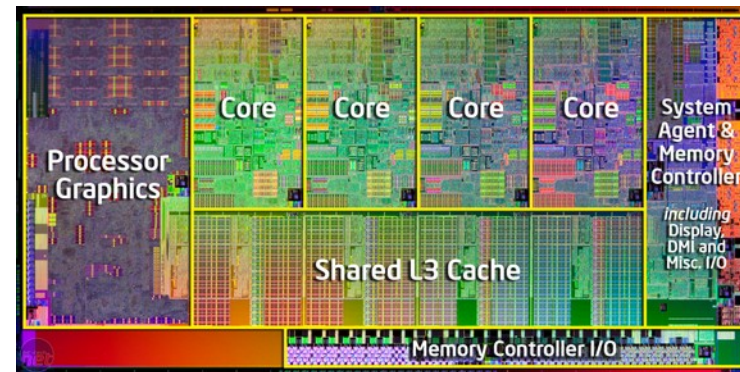 Processor
Graphics
Core
Core
Core
Core
System
Agent &
Memory
Controller
including
Display,
DMI and
Misc. I/O
Shared L3 Cache
Memory Controller I/O